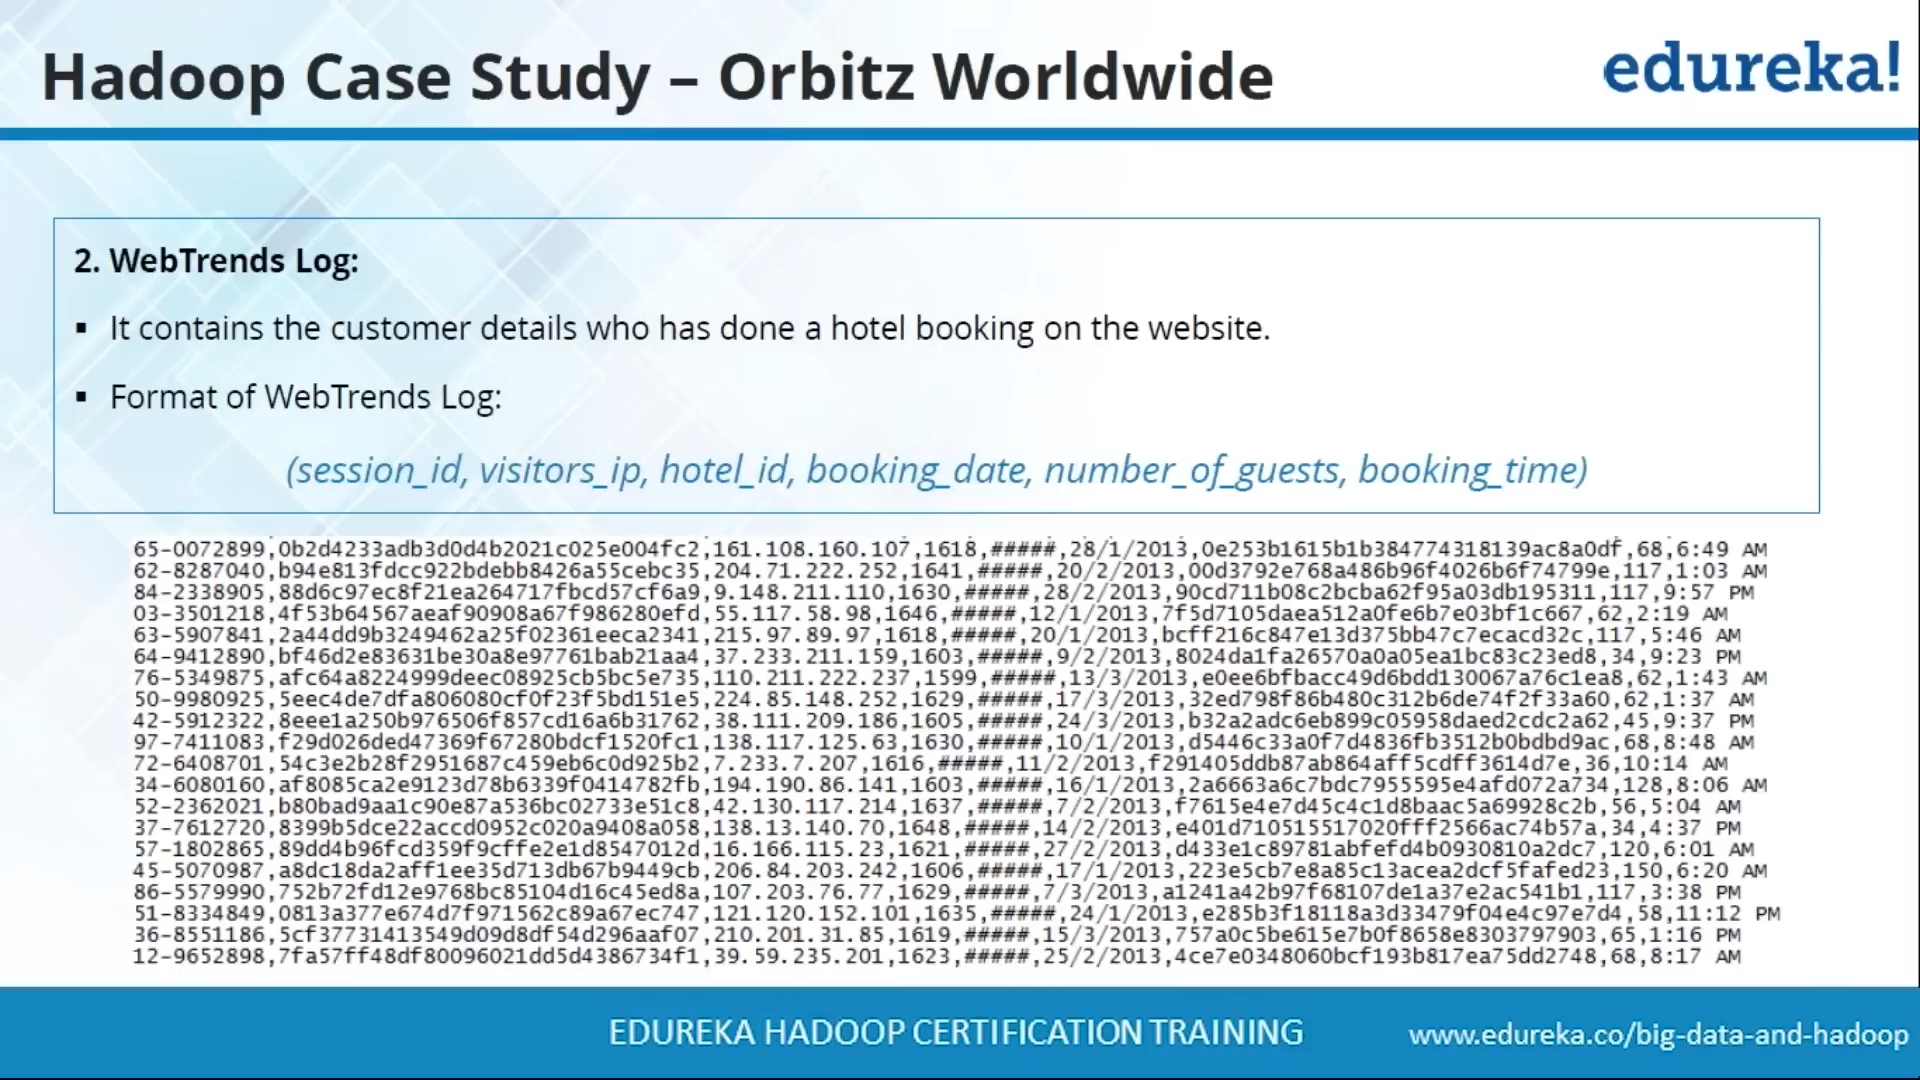 Hadoop Case Study – Orbitz Worldwide
edureka!
2. WebTrends Log:
▪ It contains the customer details who has done a hotel booking on the website.
▪ Format of WebTrends Log:
(session_id, visitors_ip, hotel_id, booking_date, number_of_guests, booking_time)
65-0072899,0b2d4233adb3d0d4b2021c025e004fc2,161.108.160.107,1618,#####,28/1/2013,0e253b1615b1b384774318139ac8a0df,68,6:49 AM
62-8287040,b94e813fdcc922bdebb8426a55cebc35,204.71.222.252,1641,#####,20/2/2013,00d3792e768a486b96f4026b6f74799e,117,1:03 AM
84-2338905,88d6c97ec8f21ea264717fbcd57cf6a9,9.148.211.110,1630,#####,28/2/2013,90cd711b08c2bcba62f95a03db195311,117,9:57 PM
03-3501218,4f53b64567aeaf90908a67f986280efd,55.117.58.98,1646,#####,12/1/2013,7f5d7105daea512a0fe6b7e03bf1c667,62,2:19 AM
63-5907841,2a44dd9b3249462a25f02361eeca2341,215.97.89.97,1618,#####,20/1/2013,bcff216c847e13d375bb47c7ecacd32c,117,5:46 AM
64-9412890,bf46d2e83631be30a8e97761bab21aa4,37.233.211.159,1603,#####,9/2/2013,8024da1fa26570a0a05ea1bc83c23ed8,34,9:23 PM
76-5349875,afc64a8224999deec08925cb5bc5e735,110.211.222.237,1599,#####,13/3/2013,e0ee6bfbacc49d6bdd130067a76c1ea8,62,1:43 AM
50-9980925,5eec4de7dfa806080cf0f23f5bd151e5,224.85.148.252,1629,#####,17/3/2013,32ed798f86b480c312b6de74f2f33a60,62,1:37 AM
42-5912322,8eee1a250b976506f857cd16a6b31762,38.111.209.186,1605,#####,24/3/2013,b32a2adc6eb899c05958daed2cdc2a62,45,9:37 PM
97-7411083,f29d026ded47369f67280bdcf1520fc1,138.117.125.63,1630,#####,10/1/2013,d5446c33a0f7d4836fb3512b0bdbd9ac,68,8:48 AM
72-6408701,54c3e2b28f2951687c459eb6c0d925b2,7.233.7.207,1616,#####,11/2/2013,f291405ddb87ab864aff5cdff3614d7e,36,10:14 AM
34-6080160,af8085ca2e9123d78b6339f0414782fb,194.190.86.141,1603,#####,16/1/2013,2a6663a6c7bdc7955595e4afd072a734,128,8:06 AM
52-2362021,b80bad9aa1c90e87a536bc02733e51c8,42.130.117.214,1637,#####,7/2/2013,f7615e4e7d45c4c1d8baac5a69928c2b,56,5:04 AM
37-7612720,8399b5dce22accd0952c020a9408a058,138.13.140.70,1648,#####,14/2/2013,e401d710515517020fff2566ac74b57a,34,4:37 PM
57-1802865,89dd4b96fcd359f9cffe2e1d8547012d,16.166.115.23,1621,#####,27/2/2013,d433e1c89781abfefd4b0930810a2dc7,120,6:01 AM
45-5070987,a8dc18da2aff1ee35d713db67b9449cb,206.84.203.242,1606,#####,17/1/2013,223e5cb7e8a85c13acea2dcf5fafed23,150,6:20 AM
86-5579990,752b72fd12e9768bc85104d16c45ed8a,107.203.76.77,1629,#####,7/3/2013,a1241a42b97f68107de1a37e2ac541b1,117,3:38 PM
51-8334849,0813a377e674d7f971562c89a67ec747,121.120.152.101,1635,#####,24/1/2013,e285b3f18118a3d33479f04e4c97e7d4,58,11:12 PM
36-8551186,5cf37731413549d09d8df54d296aaf07,210.201.31.85,1619,#####,15/3/2013,757a0c5be615e7b0f8658e8303797903,65,1:16 PM
12-9652898,7fa57ff48df80096021dd5d4386734f1,39.59.235.201,1623,#####,25/2/2013,4ce7e0348060bcf193b817ea75dd2748,68,8:17 AM
EDUREKA HADOOP CERTIFICATION TRAINING
www.edureka.co/big-data-and-hadoop